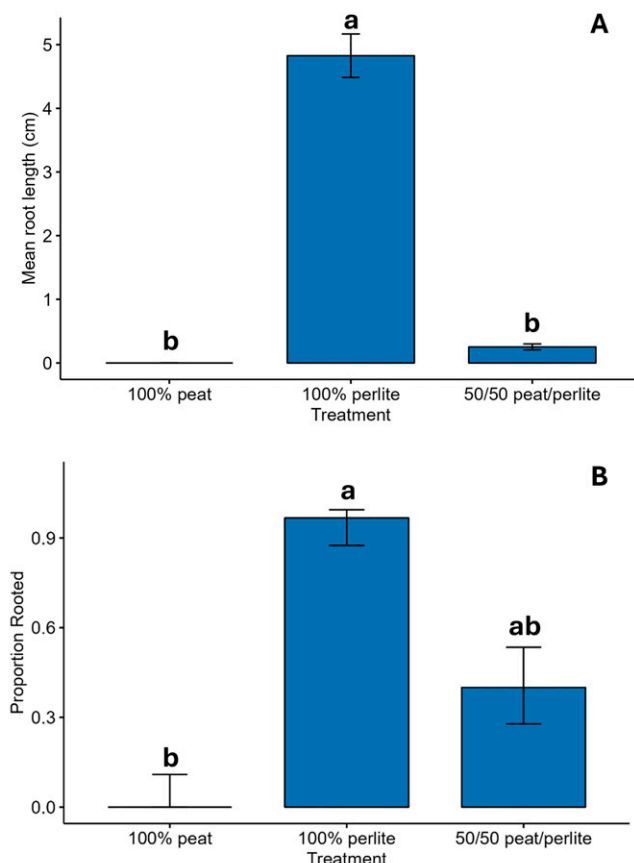 A
a
5
4
3
2
1
0
Mean root length (cm)
b
b
100% peat 100% perlite 50/50 peat/perlite
Treatment
B
a
0.9
0.6
0.3
0.0
Proportion Rooted
ab
b
100% peat 100% perlite 50/50 peat/perlite
Treatment